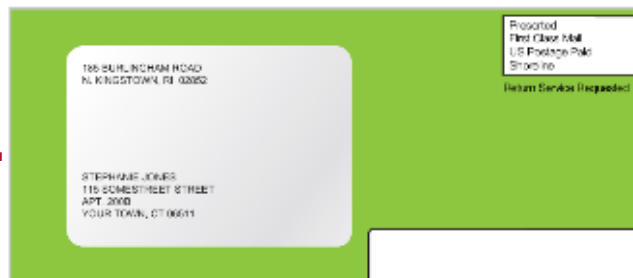 185 BURLINGHAM ROAD
N. KINGSTOWN, RI 02852
STEPHANIE JONES
115 SOMESTREET STREET
APT. 200B
YOUR TOWN, CT 06511
Presorted
First Class Mail
US Postage Paid
Shoreline
Return Service Requested